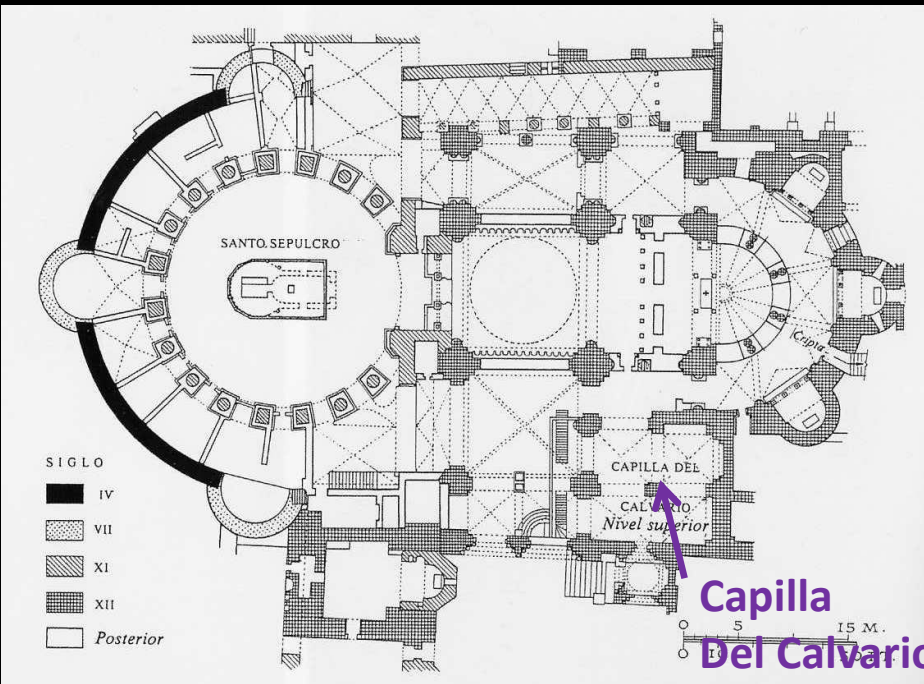 SANTO. SEPULCRO
Cripta
CAPILLA DEL
CALVARIO
Nivel superior
SIGLO
IV
VII
XI
XII
Posterior
Capilla
Del Calvario
O 5 15 M.
O 10